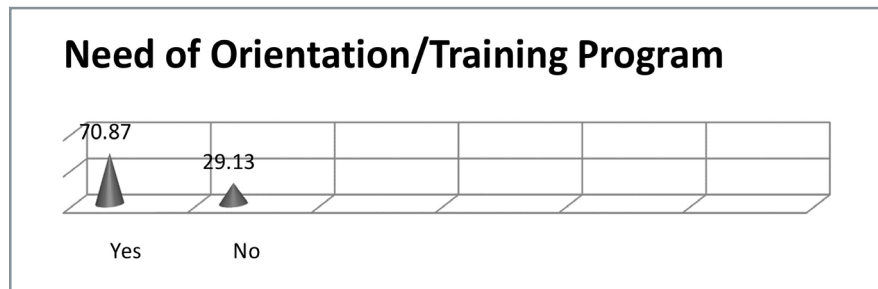 Need of Orientation/Training Program
70.87
29.13
Yes No